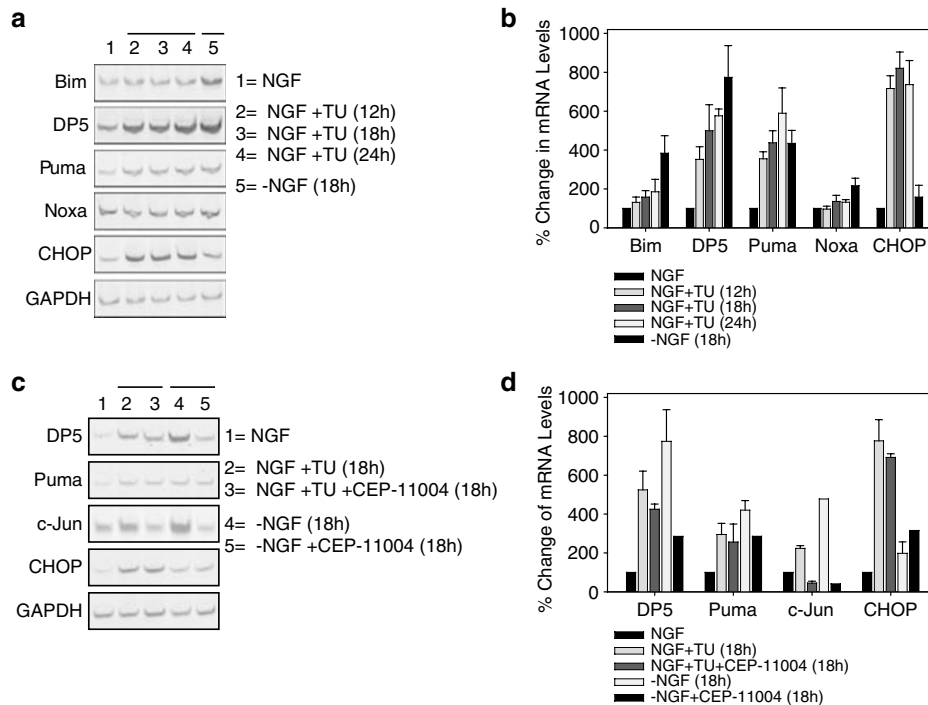 a
1 2 3 4 5
Bim
DP5
Puma
Noxa
CHOP
GAPDH
1= NGF
2= NGF +TU (12h)
3= NGF +TU (18h)
4= NGF +TU (24h)
5= -NGF (18h)
b
% Change in mRNA Levels
1000
800
600
400
200
0
Bim DP5 Puma Noxa CHOP
NGF
NGF+TU (12h)
NGF+TU (18h)
NGF+TU (24h)
-NGF (18h)
c
1 2 3 4 5
DP5
Puma
c-Jun
CHOP
GAPDH
1= NGF
2= NGF +TU (18h)
3= NGF +TU +CEP-11004 (18h)
4= -NGF (18h)
5= -NGF +CEP-11004 (18h)
d
% Change of mRNA Levels
1000
800
600
400
200
0
DP5 Puma c-Jun CHOP
NGF
NGF+TU (18h)
NGF+TU+CEP-11004 (18h)
-NGF (18h)
-NGF+CEP-11004 (18h)